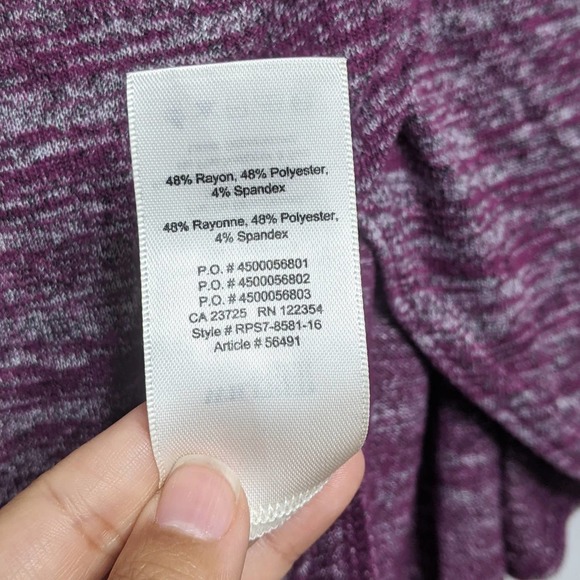 48% Rayon, 48% Polyester,
4% Spandex
48% Rayonne, 48% Polyester,
4% Spandex
P.O. # 4500056801
P.O. # 4500056802
P.O. # 4500056803
CA 23725 RN 122354
Style # RPS7-8581-16
Article # 56491